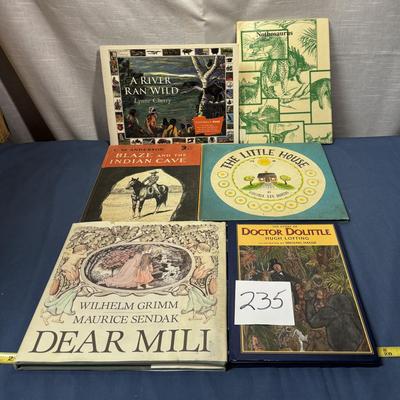 A RIVER
RAN WILD
Lynne Cherry
Nothosaurus
C. W. ANDERSON
BLAZE AND THE
INDIAN CAVE
THE LITTLE HOUSE
WILHELM GRIMM
MAURICE SENDAK
DEAR MILI
DOCTOR DOLITTLE
HUGH LOFTING
235